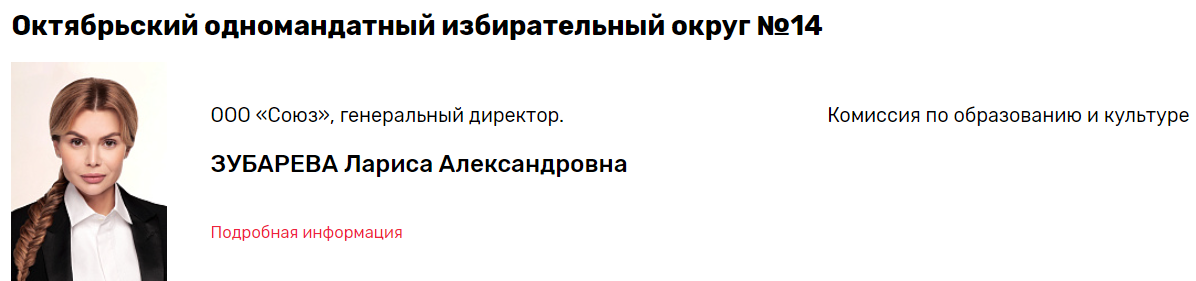 Октябрьский одномандатный избирательный округ №14
ООО «Союз», генеральный директор.
Комиссия по образованию и культуре
ЗУБАРЕВА Лариса Александровна
Подробная информация